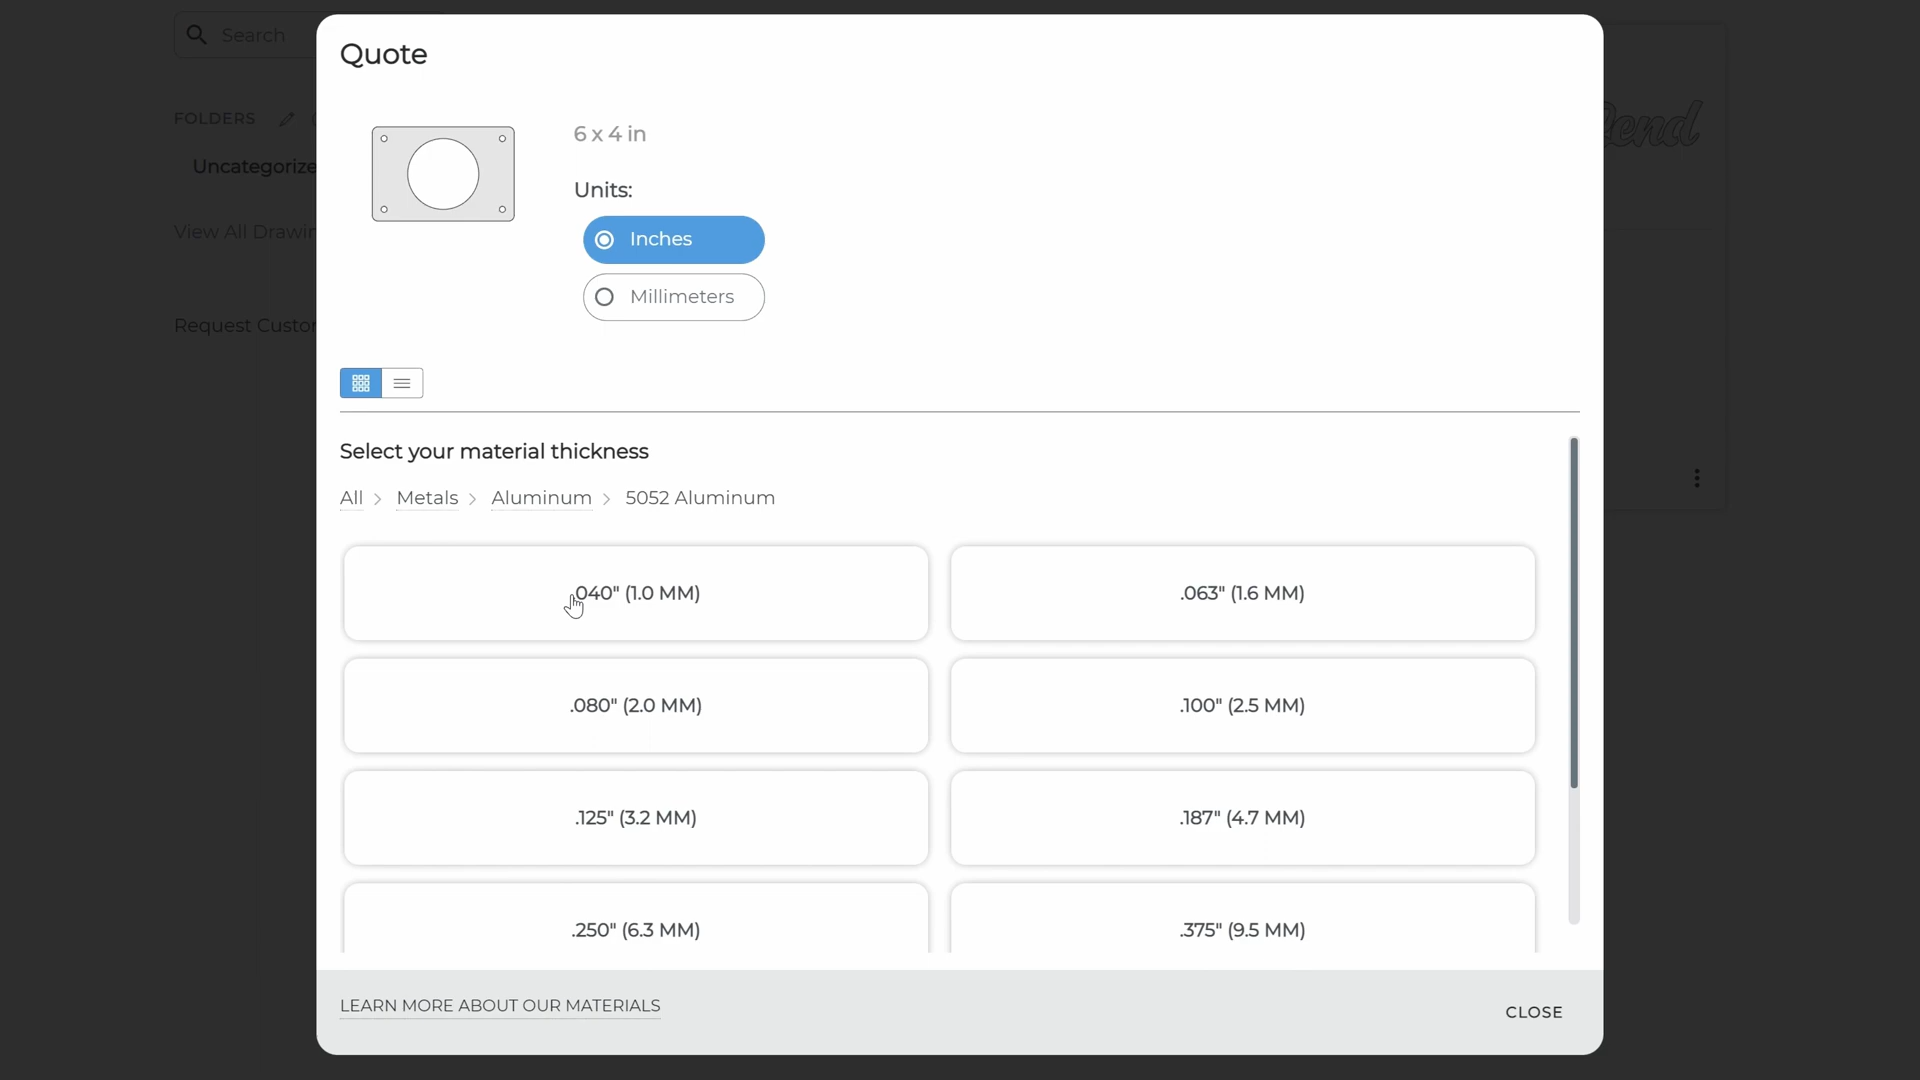 Search
Quote
6 x 4 in
FOLDERS
Units:
Uncategorize
Inches
View All Drawin
Millimeters
Request Custor
Select your material thickness
All > Metals > Aluminum > 5052 Aluminum
.040" (1.0 MM)
.063" (1.6 MM)
.080" (2.0 MM)
.100" (2.5 MM)
.125" (3.2 MM)
.187" (4.7 MM)
.250" (6.3 MM)
.375" (9.5 MM)
LEARN MORE ABOUT OUR MATERIALS
CLOSE